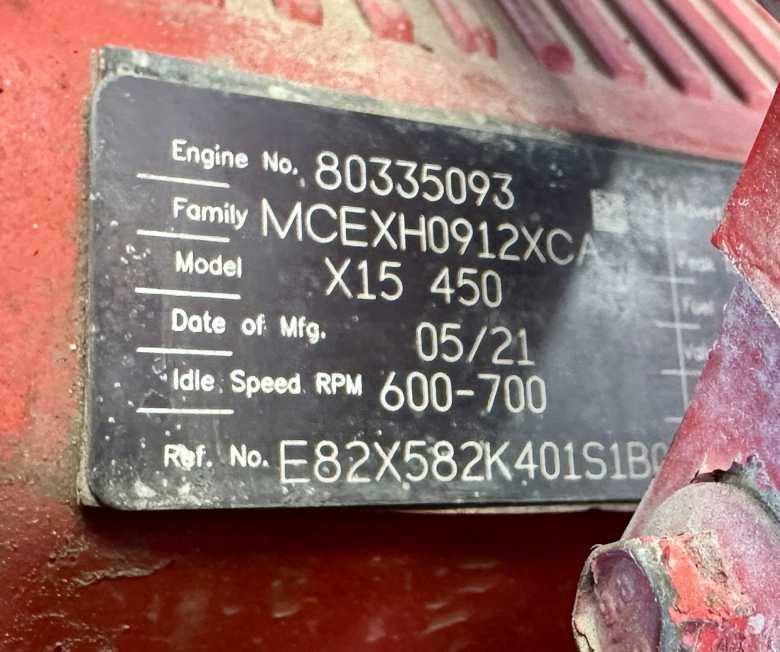 Engine No. 80335093
Family MCEXH0912XCA
Model X15 450
Date of Mfg. 05/21
Idle Speed RPM 600-700
Ref. No. E82X582K401S1B
Fuel